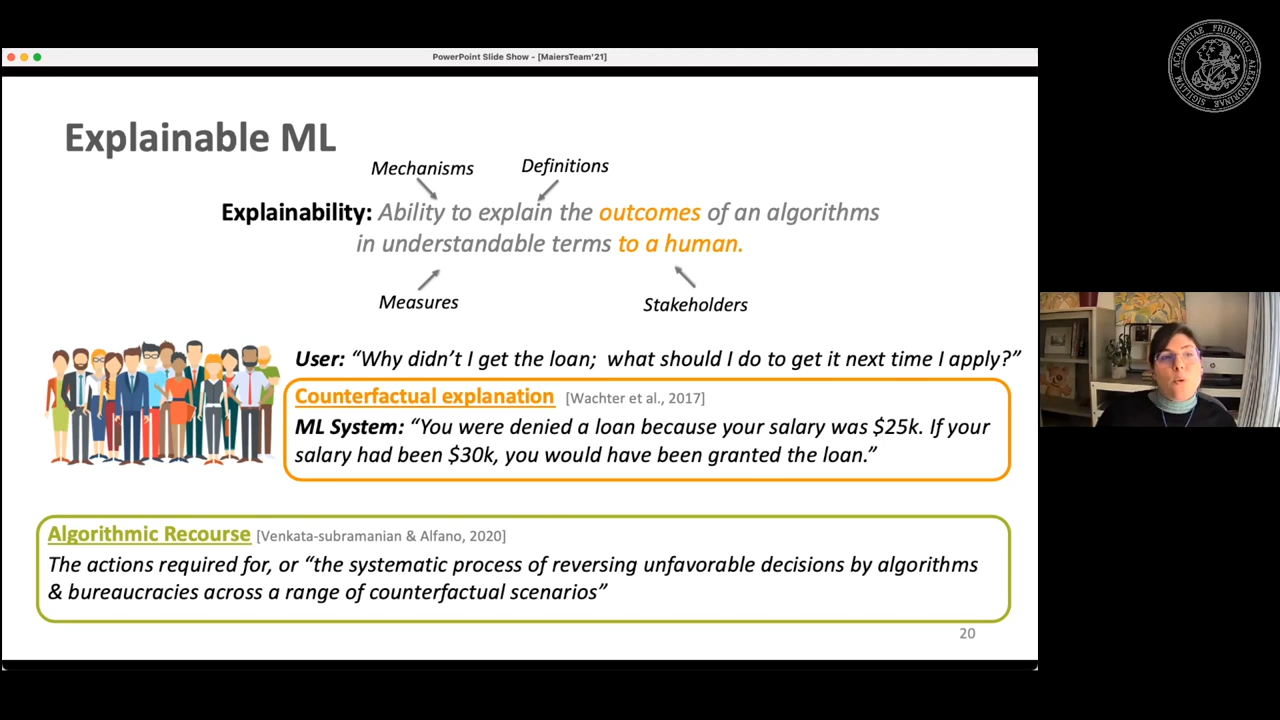 PowerPoint Slide Show - [MaiersTeam'21]
ACADEMIAE FRIDERICO ALEXANDRINAE SIGILLVM
Explainable ML
Mechanisms Definitions
Explainability: Ability to explain the outcomes of an algorithms
in understandable terms to a human.
Measures Stakeholders
User: “Why didn’t I get the loan; what should I do to get it next time I apply?”
Counterfactual explanation [Wachter et al., 2017]
ML System: “You were denied a loan because your salary was $25k. If your
salary had been $30k, you would have been granted the loan.”
Algorithmic Recourse [Venkata-subramanian & Alfano, 2020]
The actions required for, or “the systematic process of reversing unfavorable decisions by algorithms
& bureaucracies across a range of counterfactual scenarios”
20